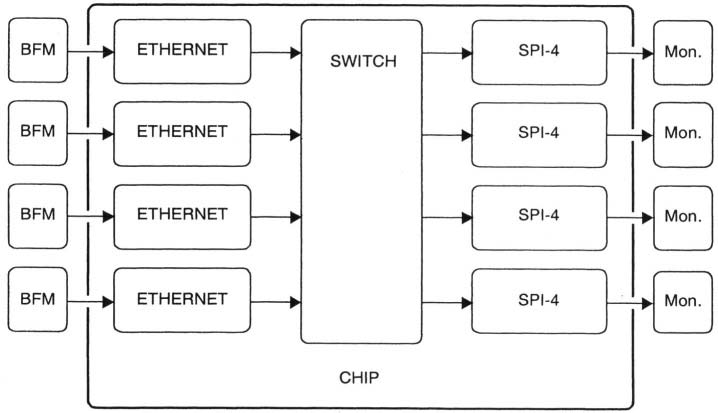 BFM
ETHERNET
SWITCH
SPI-4
Mon.
BFM
ETHERNET
SPI-4
Mon.
BFM
ETHERNET
SPI-4
Mon.
BFM
ETHERNET
SPI-4
Mon.
CHIP